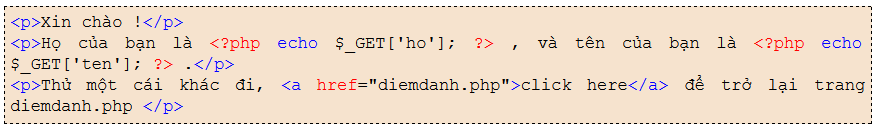 <p>Xin chào !</p>
<p>Họ của bạn là <?php echo $_GET['ho']; ?> , và tên của bạn là <?php echo
$_GET['ten']; ?> .</p>
<p>Thử một cái khác đi, <a href="diemdanh.php">click here</a> để trở lại trang
diemdanh.php </p>